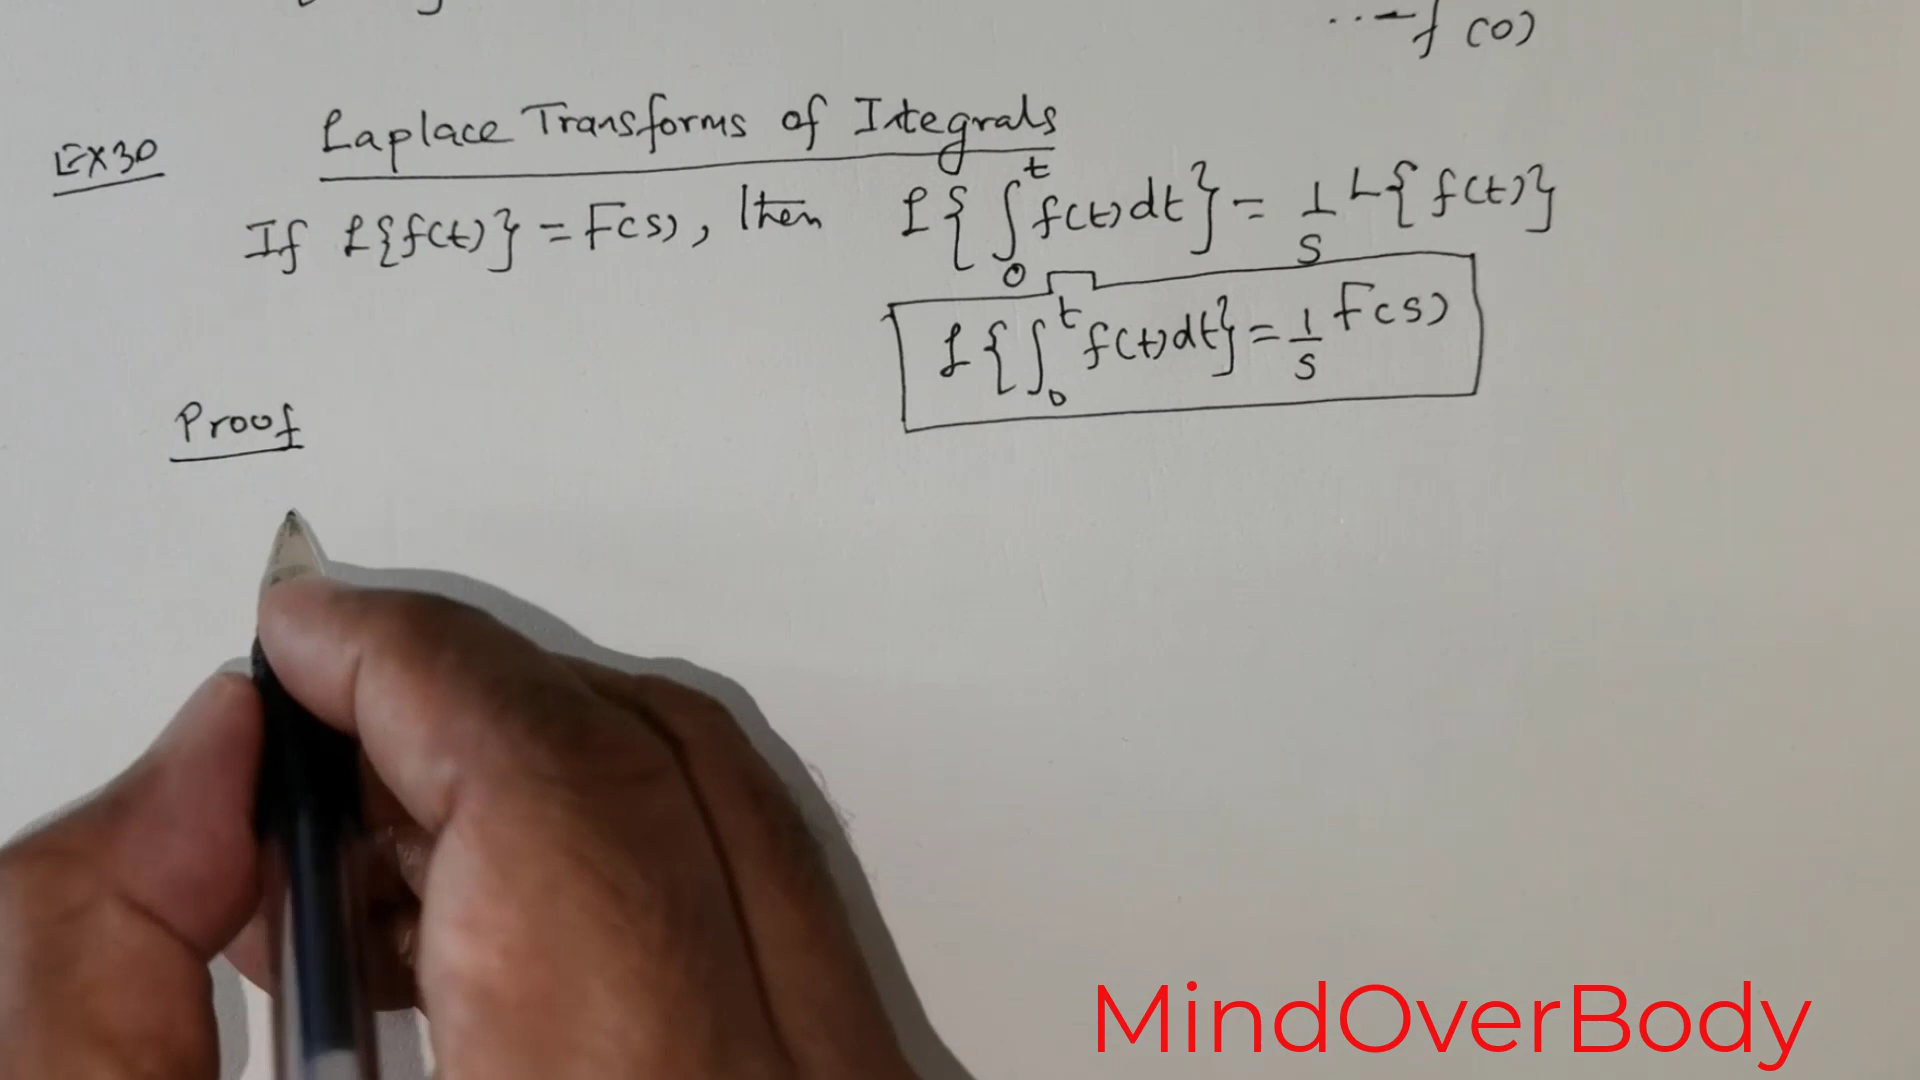 ...-f(0)
EX30 Laplace Transforms of Integrals
If £{f(t)} = F(s), then £{∫₀ᵗ f(t)dt} = 1/s L{f(t)}
£{∫₀ᵗ f(t)dt} = 1/s F(s)
Proof
MindOverBody